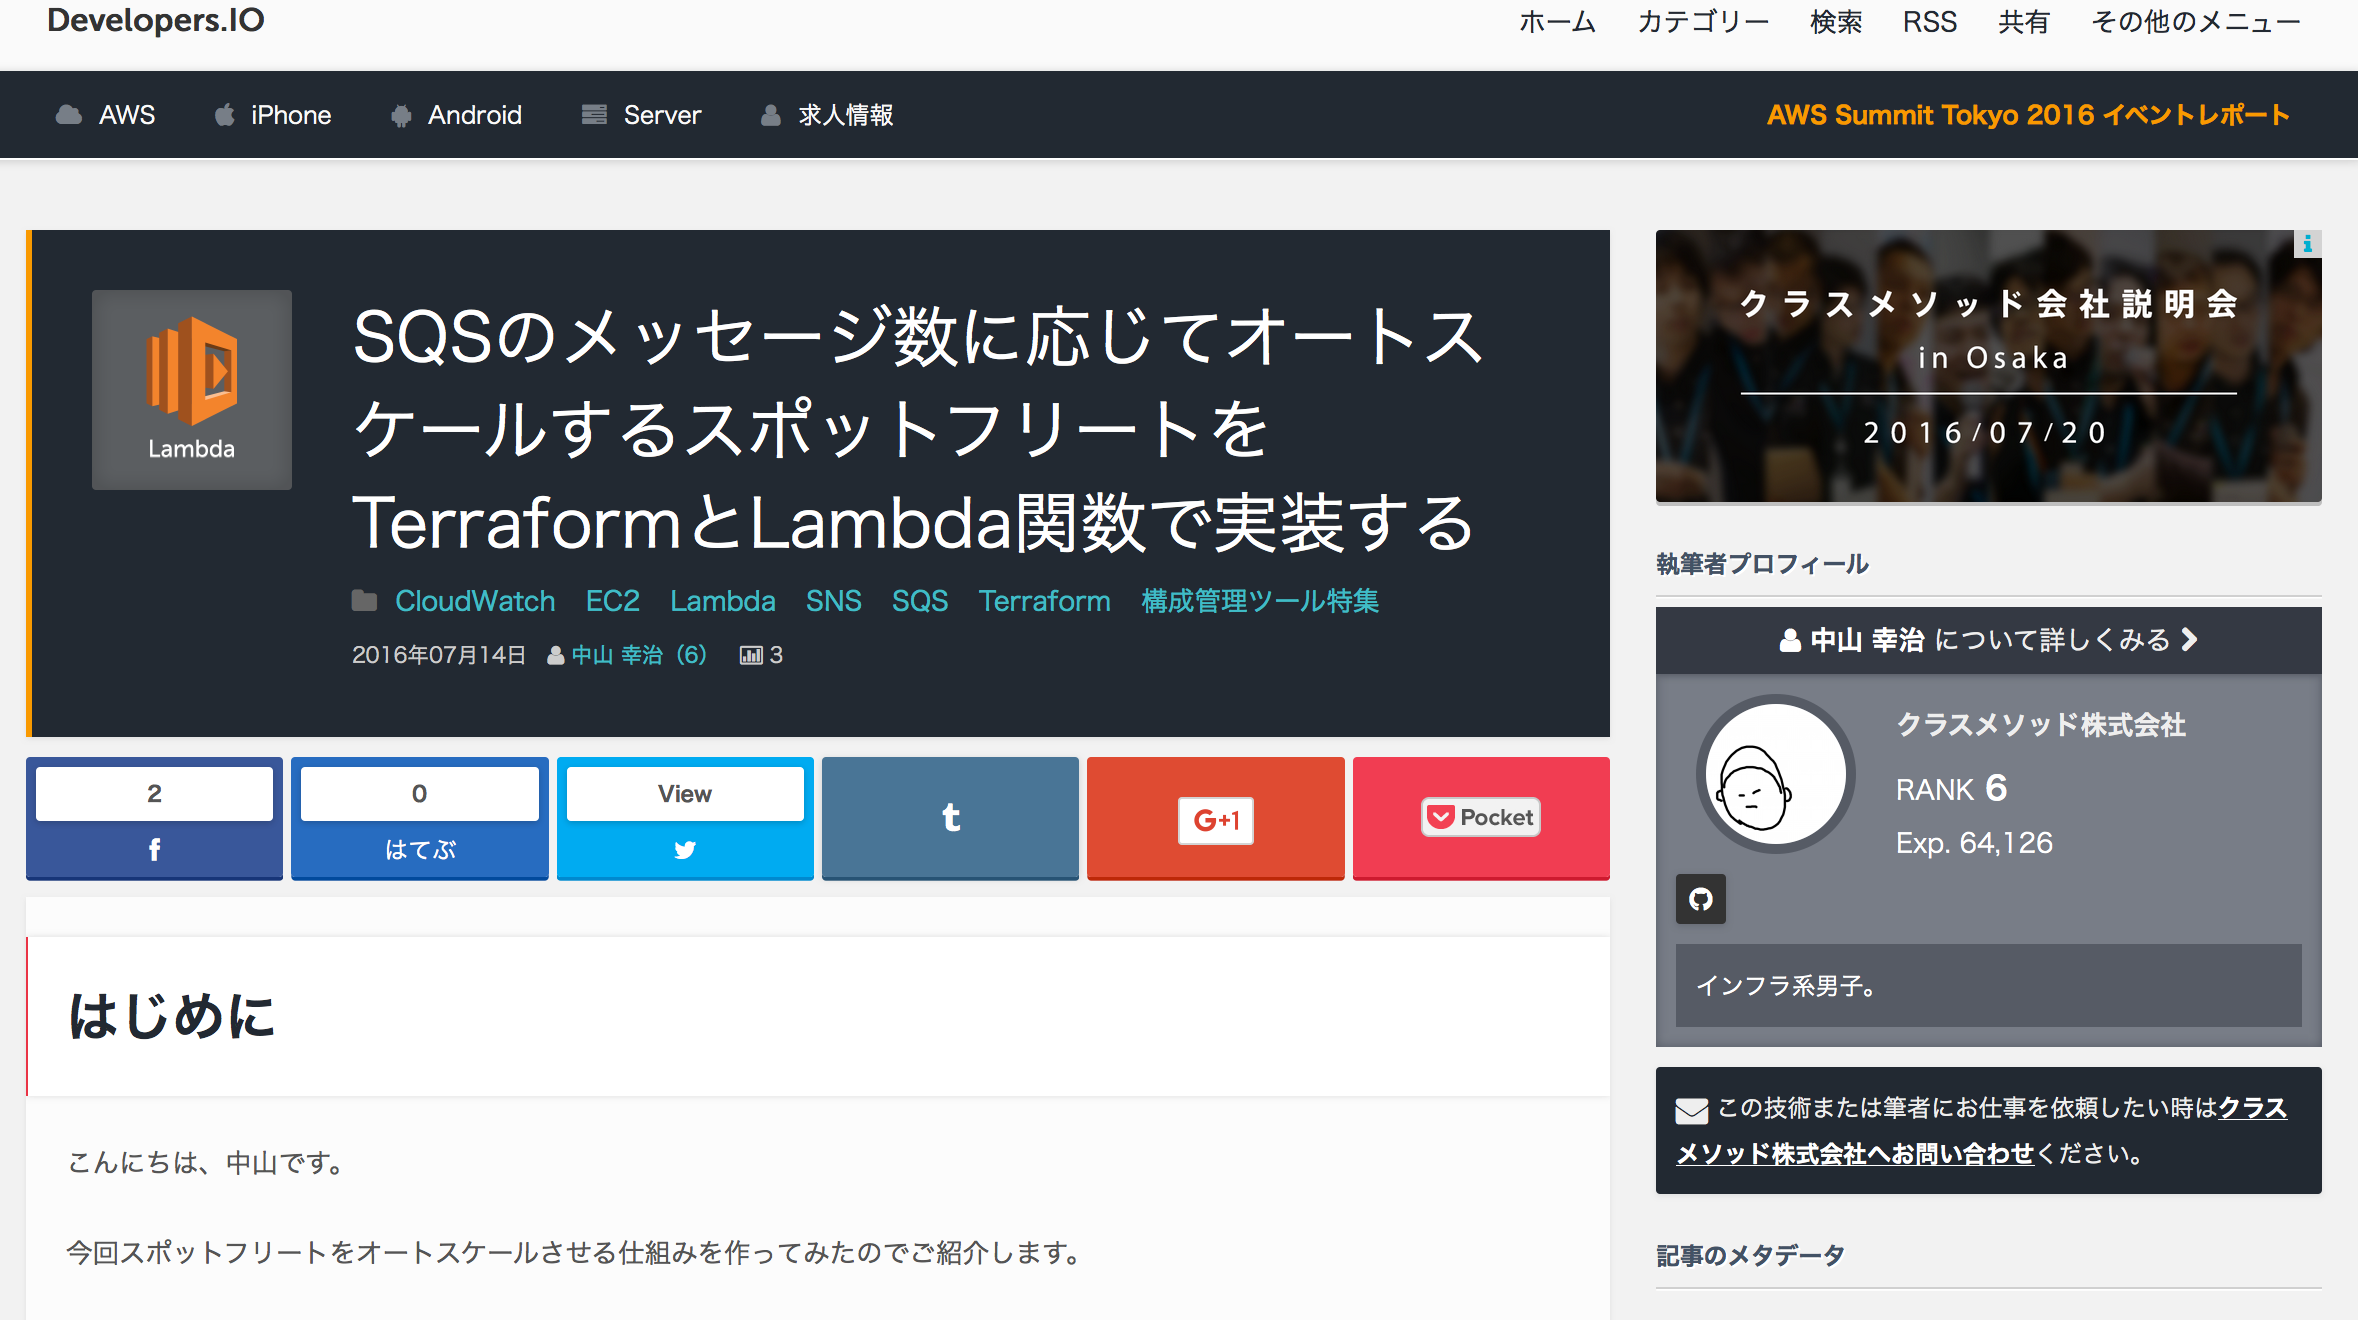 Developers.IO
ホーム カテゴリー 検索 RSS 共有 その他のメニュー
AWS iPhone Android Server 求人情報 AWS Summit Tokyo 2016 イベントレポート
Lambda
SQSのメッセージ数に応じてオートス
ケールするスポットフリートを
TerraformとLambda関数で実装する
CloudWatch EC2 Lambda SNS SQS Terraform 構成管理ツール特集
2016年07月14日 中山 幸治（6） 3
2 0 View
はてぶ t G+1 Pocket
はじめに
こんにちは、中山です。
今回スポットフリートをオートスケールさせる仕組みを作ってみたのでご紹介します。
クラスメソッド会社説明会
in Osaka
2016/07/20
執筆者プロフィール
中山 幸治 について詳しくみる
クラスメソッド株式会社
RANK 6
Exp. 64,126
インフラ系男子。
この技術または筆者にお仕事を依頼したい時はクラス
メソッド株式会社へお問い合わせください。
記事のメタデータ